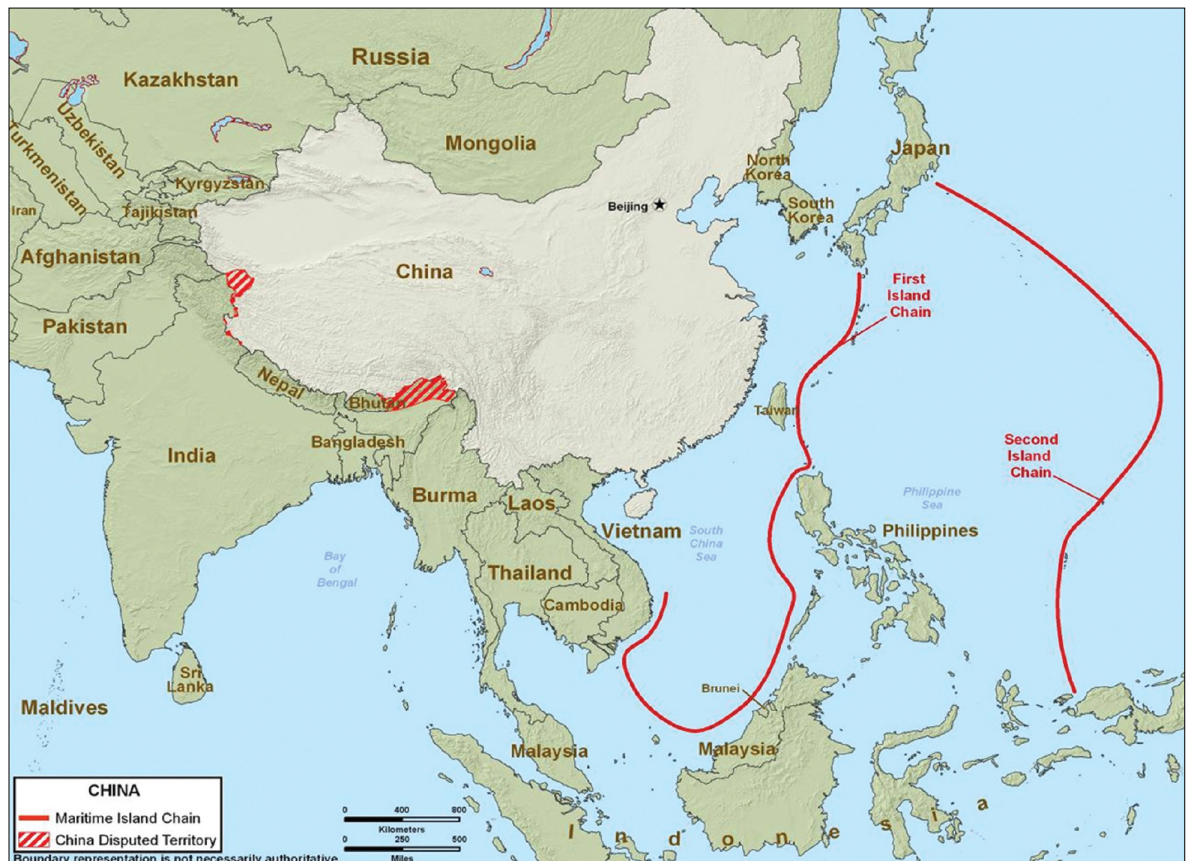 Russia
Kazakhstan
Uzbekistan
Turkmenistan
Mongolia
Kyrgyzstan
Tajikistan
Iran
Afghanistan
Pakistan
China
Beijing
North
Korea
South
Korea
Japan
First
Island
Chain
Nepal
Bhutan
Bangladesh
India
Burma
Laos
Vietnam
Thailand
Cambodia
Taiwan
Second
Island
Chain
Philippine
Sea
Philippines
South
China
Sea
Bay
of
Bengal
Sri
Lanka
Maldives
Brunei
Malaysia
Malaysia
Indonesia
CHINA
Maritime Island Chain
China Disputed Territory
Boundary representation is not necessarily authoritative
0 400 800
Kilometers
0 250 500
Miles